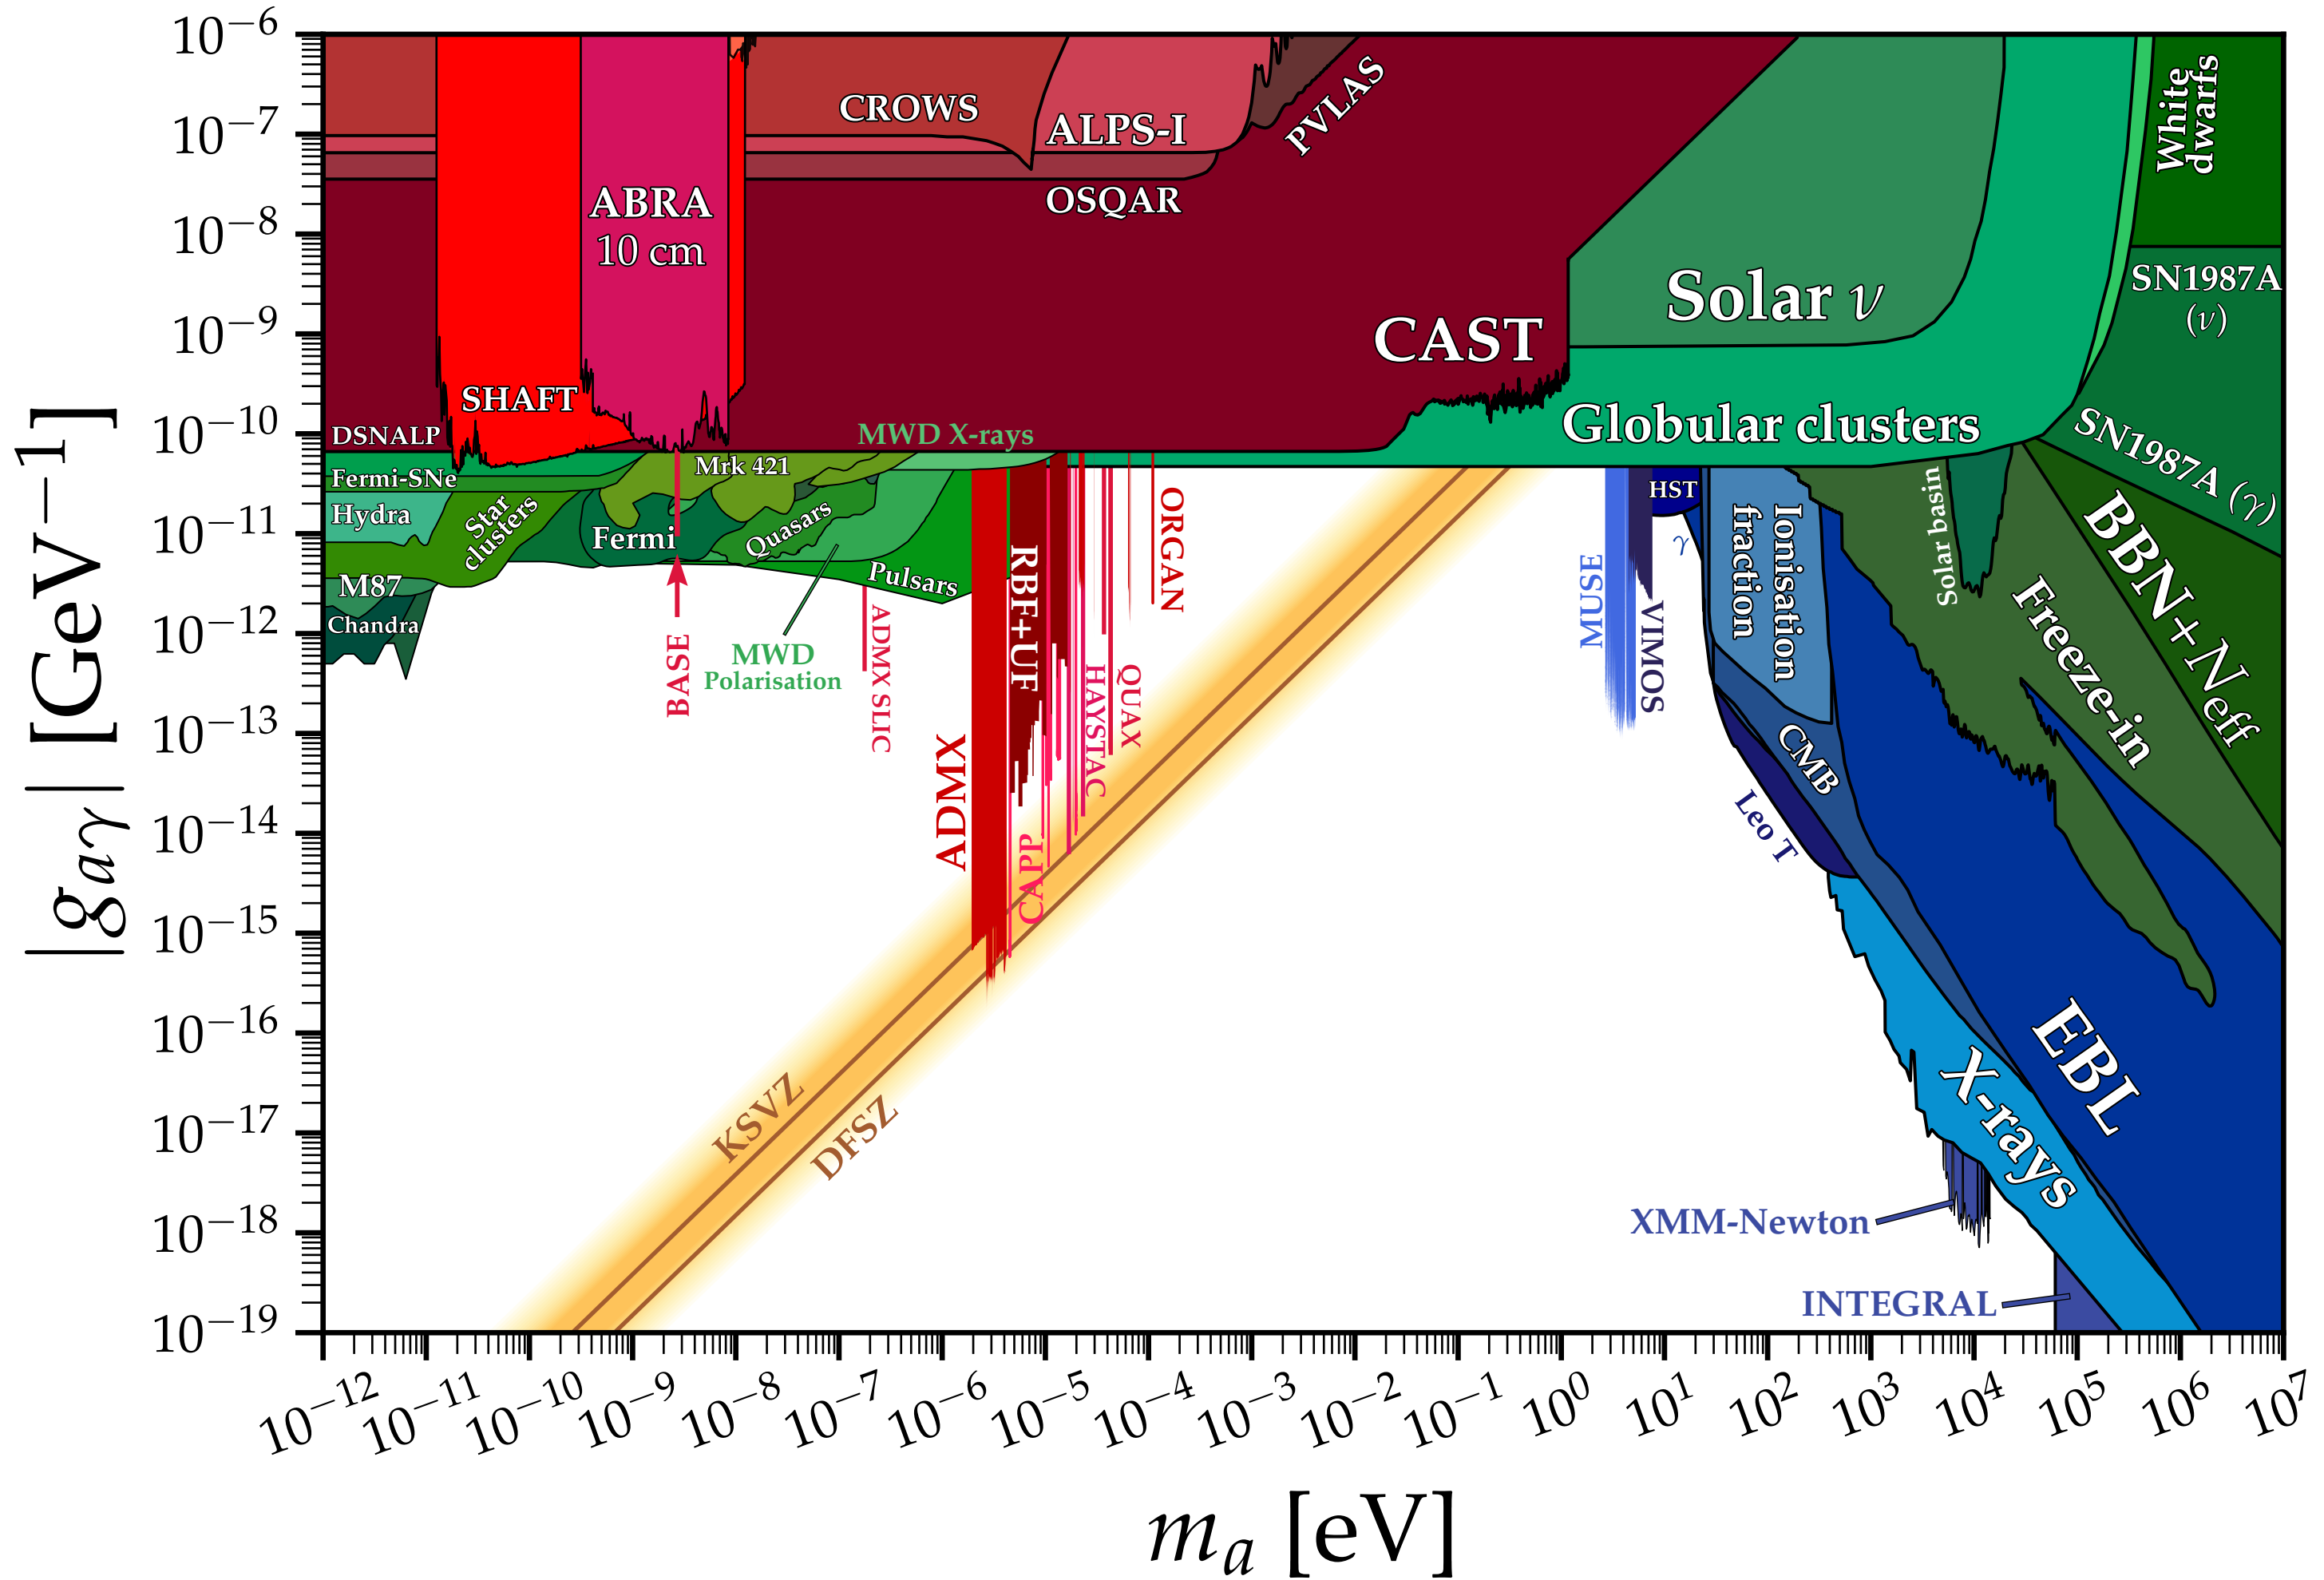 |g_{aγ}| [GeV^{−1}]
10^{−6}
10^{−7}
10^{−8}
10^{−9}
10^{−10}
10^{−11}
10^{−12}
10^{−13}
10^{−14}
10^{−15}
10^{−16}
10^{−17}
10^{−18}
10^{−19}
CROWS
ALPS-I
PVLAS
OSQAR
ABRA
10 cm
SHAFT
CAST
Solar ν
Globular clusters
White
dwarfs
SN1987A
(ν)
SN1987A (γ)
DSNALP
MWD X-rays
Fermi-SNe
Mrk 421
Hydra
Star
clusters
Fermi
Quasars
M87
Chandra
Pulsars
BASE
MWD
Polarisation
ADMX SLIC
ADMX
RBF+UF
CAPP
HAYSTAC
QUAX
ORGAN
MUSE
VIMOS
HST
γ
Ionisation
fraction
Solar basin
BBN+N_{eff}
Freeze-in
CMB
Leo T
EBL
X-rays
XMM-Newton
INTEGRAL
KSVZ
DFSZ
10^{−12}
10^{−11}
10^{−10}
10^{−9}
10^{−8}
10^{−7}
10^{−6}
10^{−5}
10^{−4}
10^{−3}
10^{−2}
10^{−1}
10^{0}
10^{1}
10^{2}
10^{3}
10^{4}
10^{5}
10^{6}
10^{7}
m_a [eV]